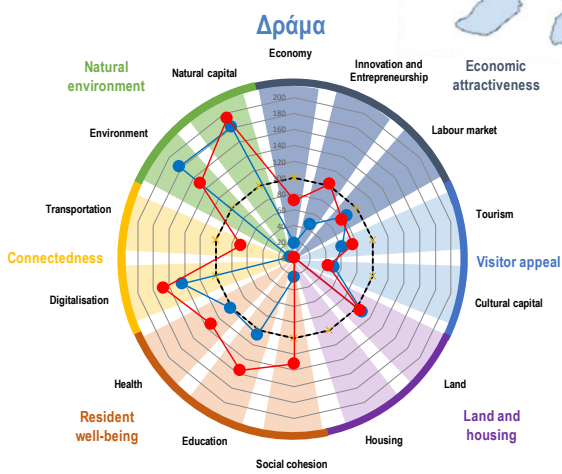 Δράμα
Economy
Natural capital
Innovation and
Entrepreneurship
Natural
environment
Economic
attractiveness
Environment
Labour market
200
180
160
140
120
100
80
60
40
20
Transportation
Tourism
Connectedness
Visitor appeal
Digitalisation
Cultural capital
Health
Land
Resident
well-being
Education
Housing
Land and
housing
Social cohesion